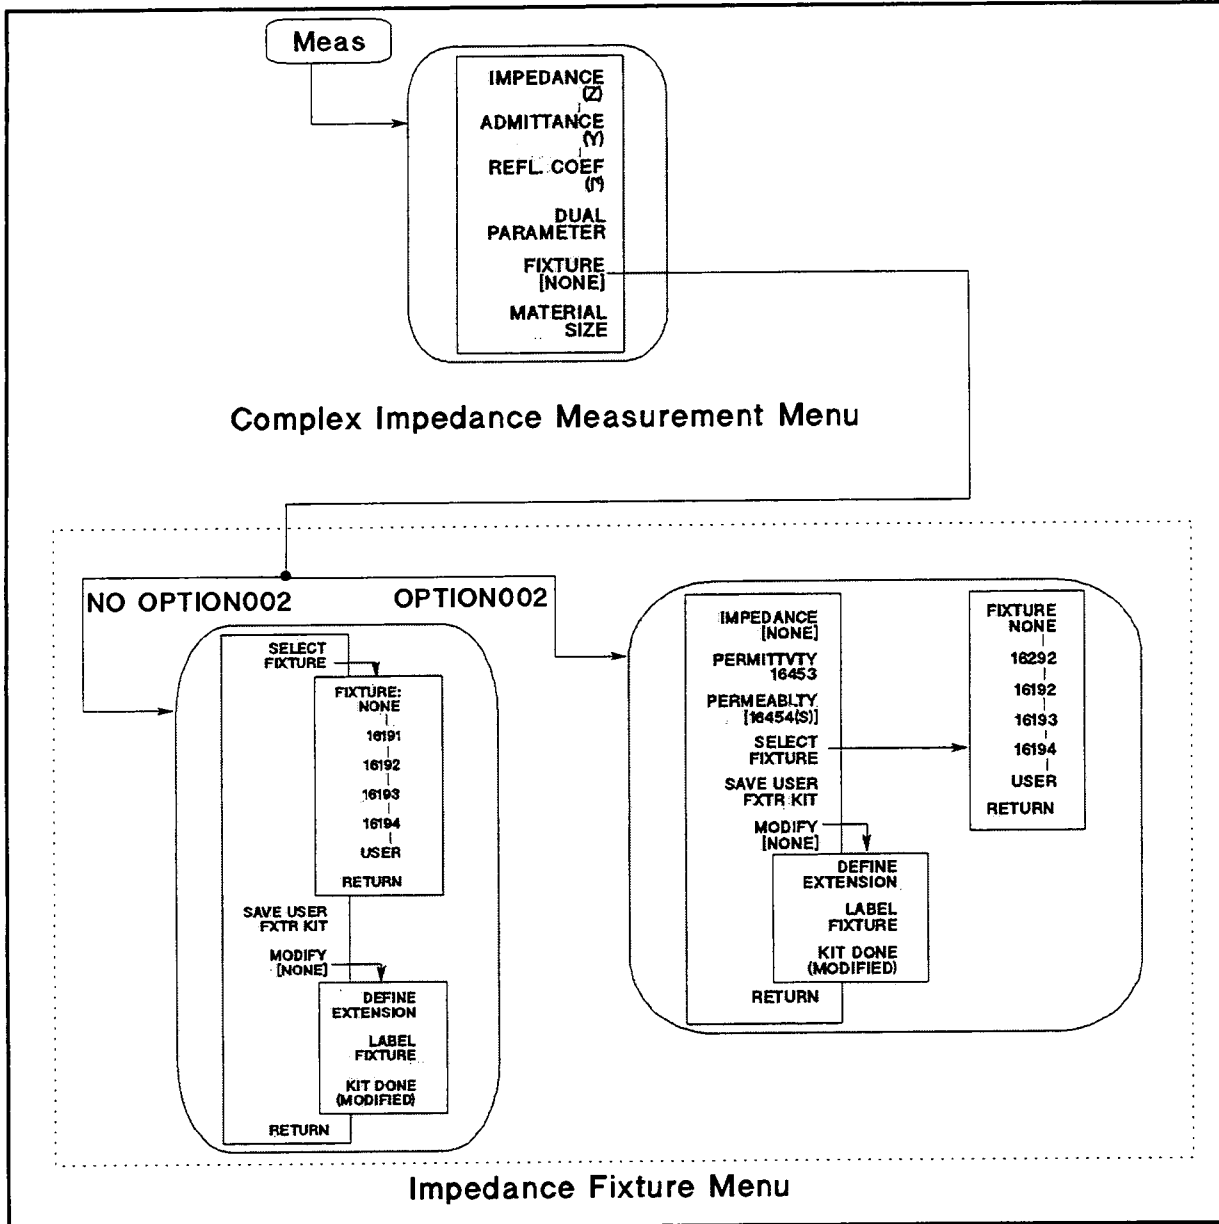 Meas
IMPEDANCE
(Z)
ADMITTANCE
(Y)
REFL. COEF
(Γ)
DUAL
PARAMETER
FIXTURE
[NONE]
MATERIAL
SIZE
Complex Impedance Measurement Menu
NO OPTION002
OPTION002
SELECT
FIXTURE
FIXTURE:
NONE
16191
16192
16193
16194
USER
RETURN
SAVE USER
FXTR KIT
MODIFY
[NONE]
DEFINE
EXTENSION
LABEL
FIXTURE
KIT DONE
(MODIFIED)
RETURN
IMPEDANCE
[NONE]
PERMITTVTY
16453
PERMEABLTY
[16454(S)]
SELECT
FIXTURE
SAVE USER
FXTR KIT
MODIFY
[NONE]
DEFINE
EXTENSION
LABEL
FIXTURE
KIT DONE
(MODIFIED)
RETURN
FIXTURE
NONE
16292
16192
16193
16194
USER
RETURN
Impedance Fixture Menu